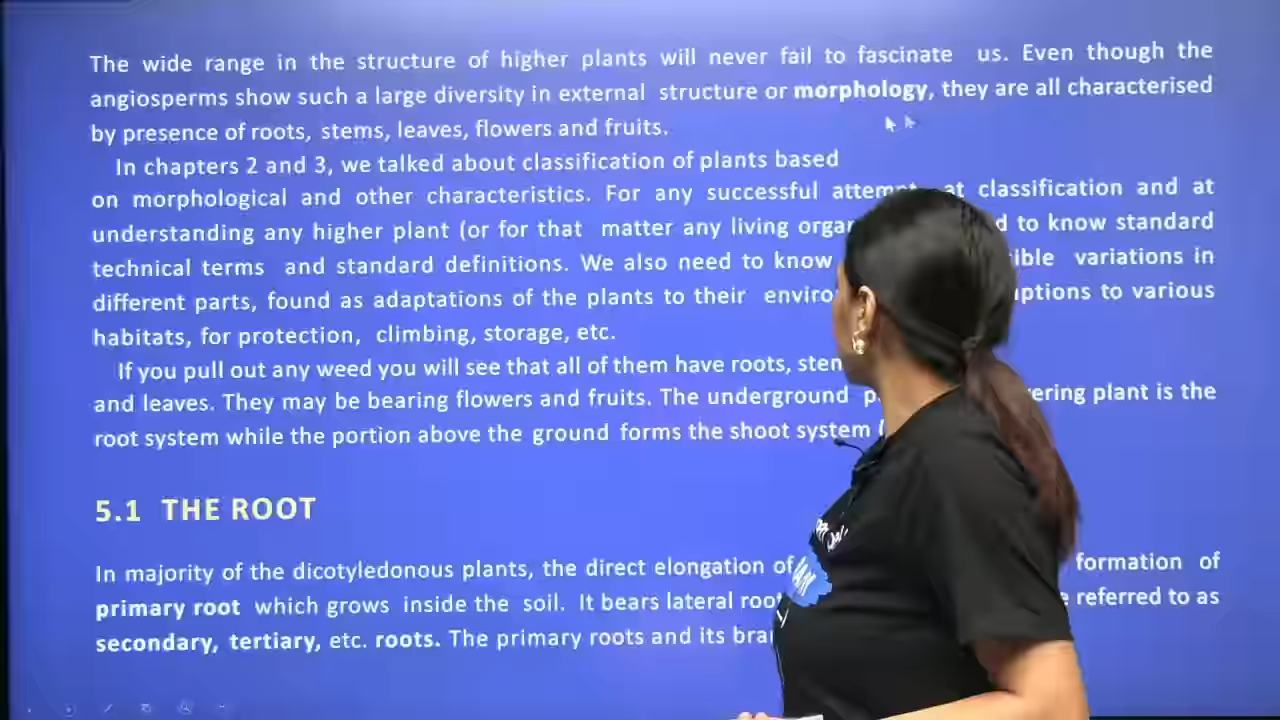 The wide range in the structure of higher plants will never fail to fascinate us. Even though the
angiosperms show such a large diversity in external structure or morphology, they are all characterised
by presence of roots, stems, leaves, flowers and fruits.
In chapters 2 and 3, we talked about classification of plants based
on morphological and other characteristics. For any successful attempt at classification and at
understanding any higher plant (or for that matter any living orga d to know standard
technical terms and standard definitions. We also need to know ible variations in
different parts, found as adaptations of the plants to their enviro ptions to various
habitats, for protection, climbing, storage, etc.
If you pull out any weed you will see that all of them have roots, stem
and leaves. They may be bearing flowers and fruits. The underground p ering plant is the
root system while the portion above the ground forms the shoot system (
5.1 THE ROOT
In majority of the dicotyledonous plants, the direct elongation of formation of
primary root which grows inside the soil. It bears lateral roo referred to as
secondary, tertiary, etc. roots. The primary roots and its bra